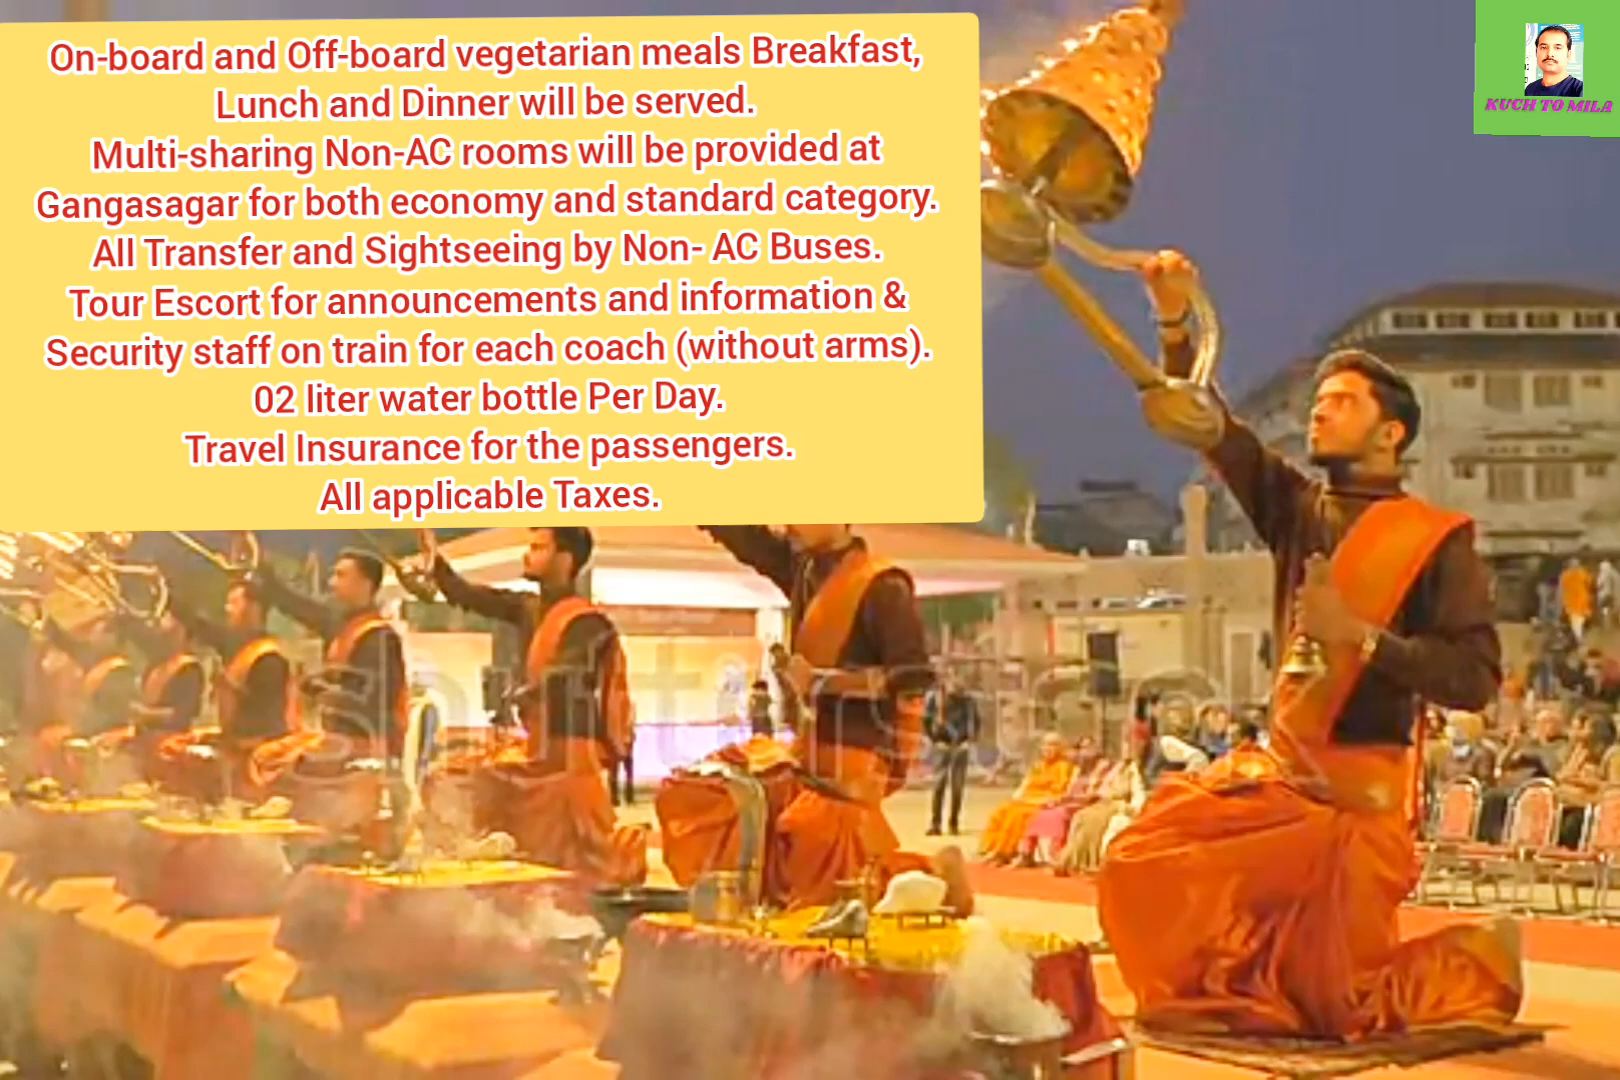 On-board and Off-board vegetarian meals Breakfast,
Lunch and Dinner will be served.
Multi-sharing Non-AC rooms will be provided at
Gangasagar for both economy and standard category.
All Transfer and Sightseeing by Non- AC Buses.
Tour Escort for announcements and information &
Security staff on train for each coach (without arms).
02 liter water bottle Per Day.
Travel Insurance for the passengers.
All applicable Taxes.
KUCH TO MILA
shutterstock